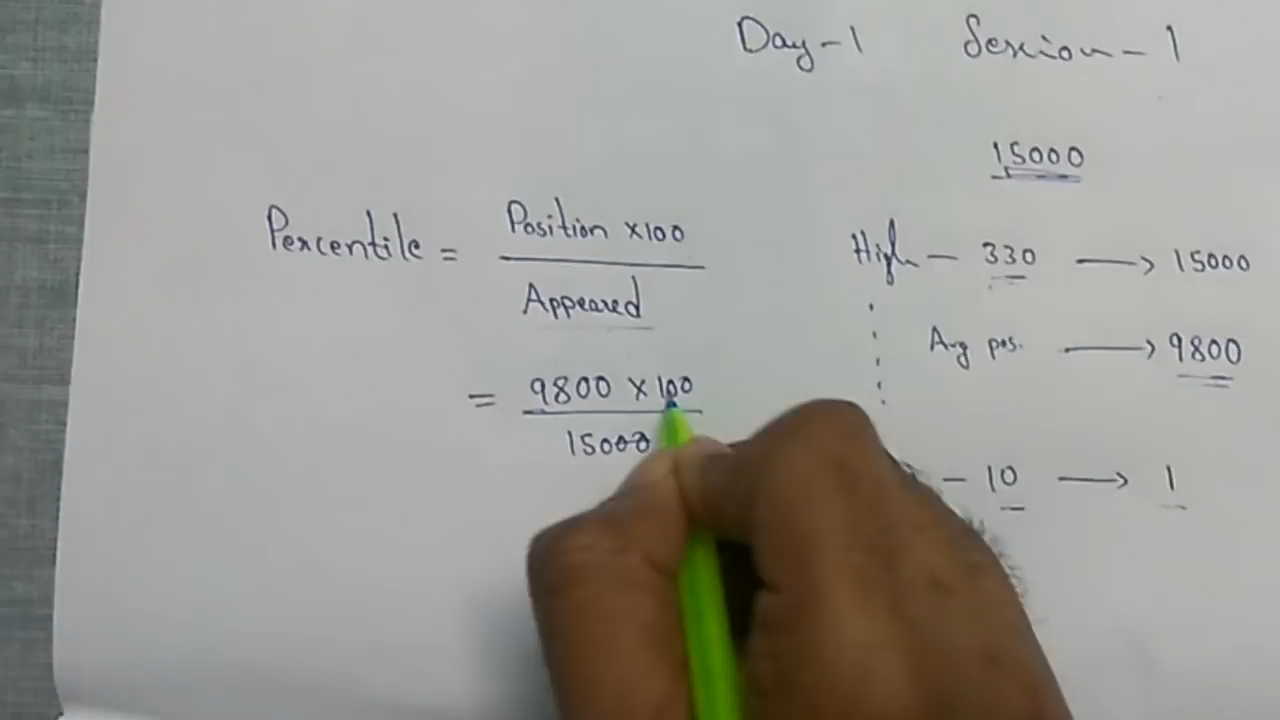 Day-1 Session-1
15000
Percentile = Position ×100
Appeared
= 9800 ×100
15000
High - 330 → 15000
Avg pos. → 9800
- 10 → 1